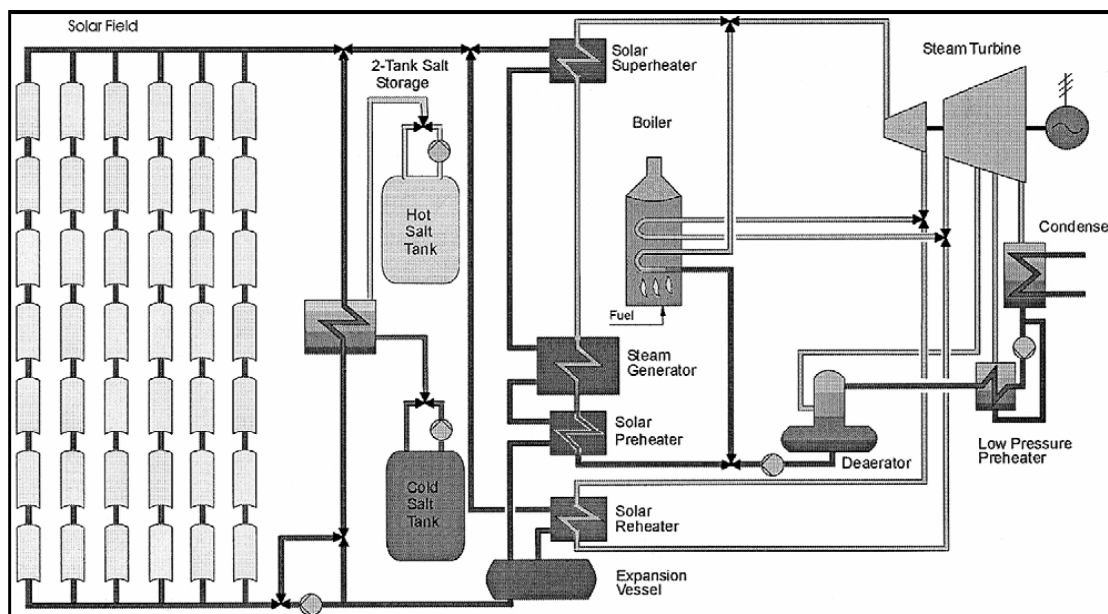 Solar Field
2-Tank Salt
Storage
Hot
Salt
Tank
Cold
Salt
Tank
Solar
Superheater
Boiler
Fuel
Steam
Generator
Solar
Preheater
Solar
Reheater
Expansion
Vessel
Steam Turbine
Condense
Low Pressure
Preheater
Deaerator